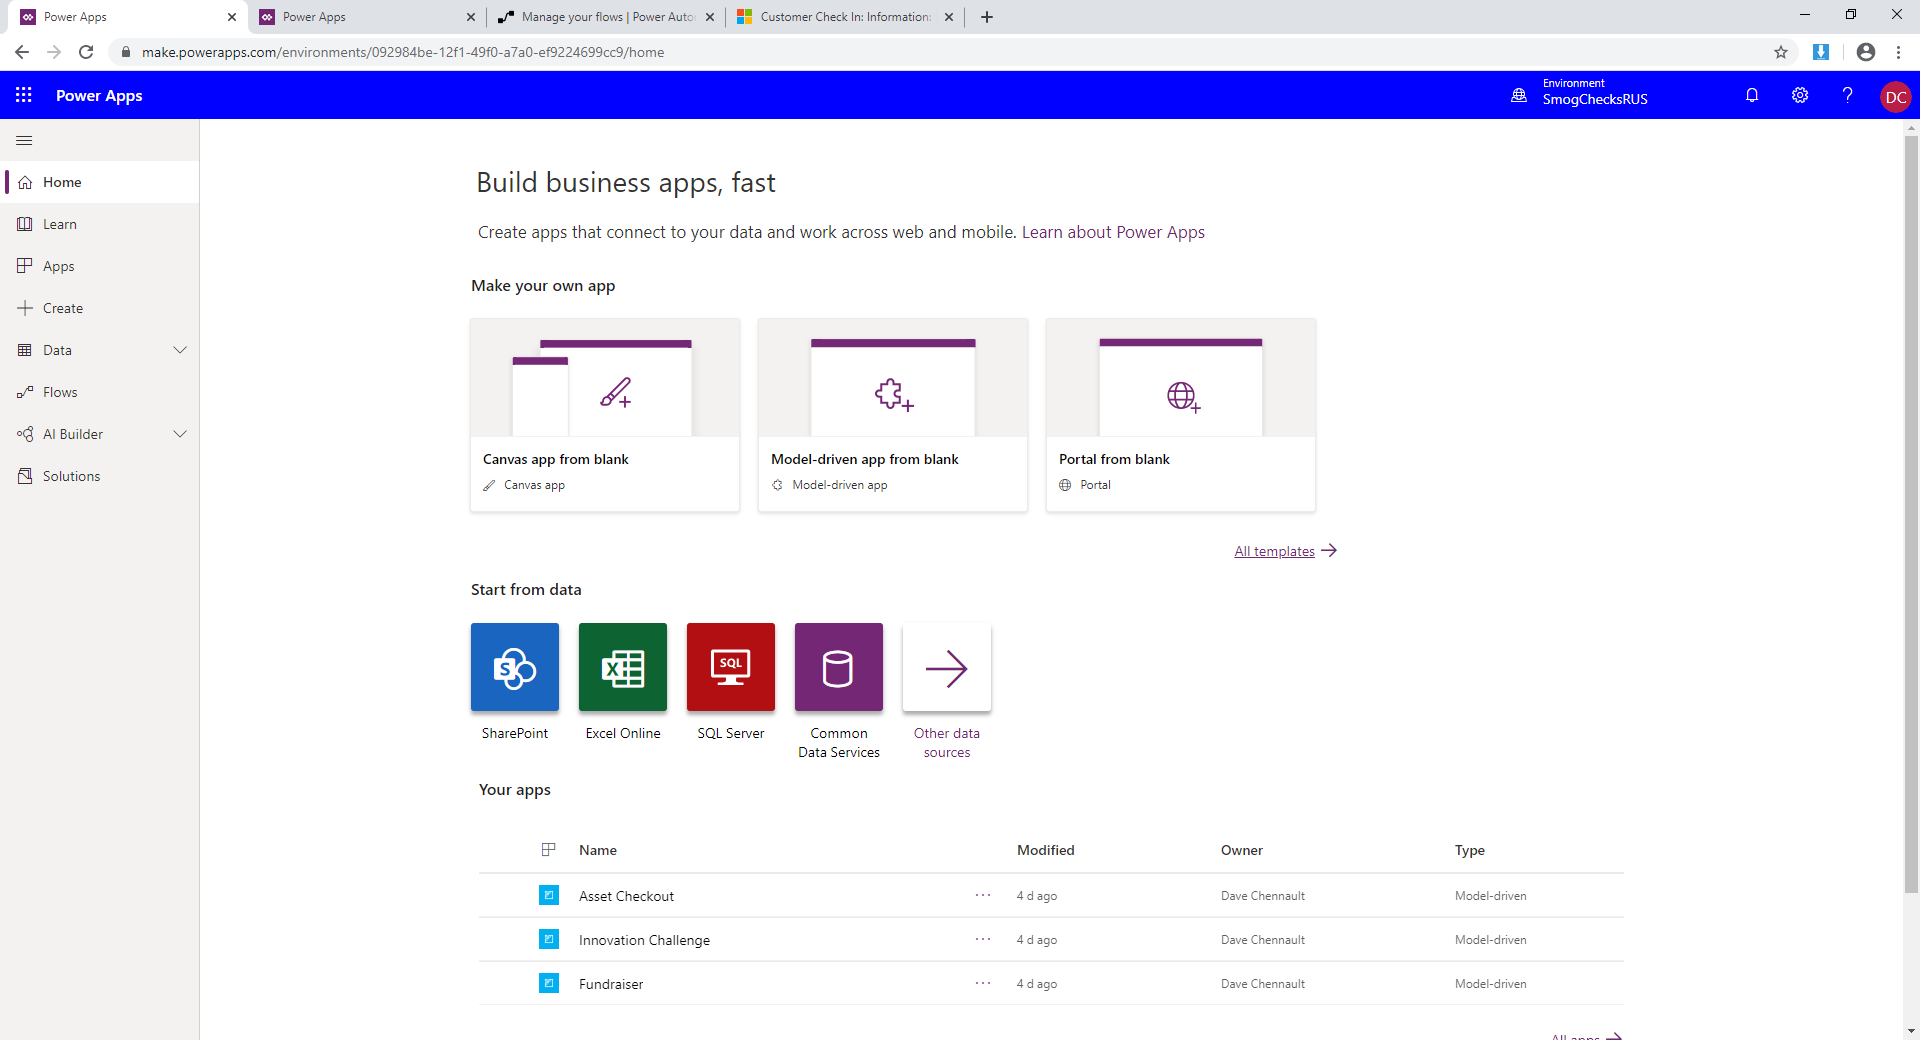 Power Apps
Power Apps
Manage your flows | Power Auto
Customer Check In: Information:
make.powerapps.com/environments/092984be-12f1-49f0-a7a0-ef9224699cc9/home
Power Apps
Environment
SmogChecksRUS
DC
Home
Learn
Apps
Create
Data
Flows
AI Builder
Solutions
Build business apps, fast
Create apps that connect to your data and work across web and mobile. Learn about Power Apps
Make your own app
Canvas app from blank
Canvas app
Model-driven app from blank
Model-driven app
Portal from blank
Portal
All templates
Start from data
S
X
SQL
SharePoint
Excel Online
SQL Server
Common
Data Services
Other data
sources
Your apps
Name Modified Owner Type
Asset Checkout ... 4 d ago Dave Chennault Model-driven
Innovation Challenge ... 4 d ago Dave Chennault Model-driven
Fundraiser ... 4 d ago Dave Chennault Model-driven
All apps